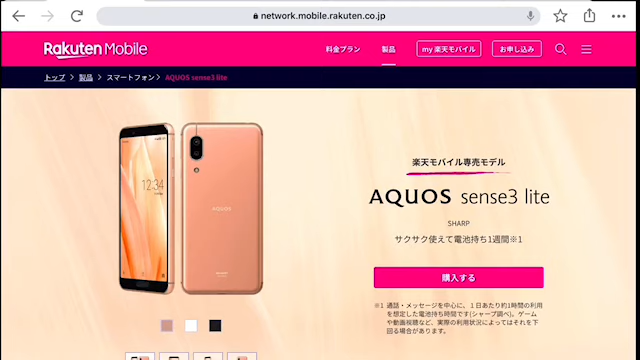 network.mobile.rakuten.co.jp
Rakuten Mobile
料金プラン
製品
my 楽天モバイル
お申し込み
トップ > 製品 > スマートフォン > AQUOS sense3 lite
12:34
AQUOS
楽天モバイル専売モデル
AQUOS sense3 lite
SHARP
サクサク使えて電池持ち1週間※1
購入する
※1 通話・メッセージを中心に、1日あたり約1時間の利用
を想定した電池持ち時間です(シャープ調べ)。ゲーム
や動画視聴など、実際の利用状況によってはそれを下
回る場合があります。